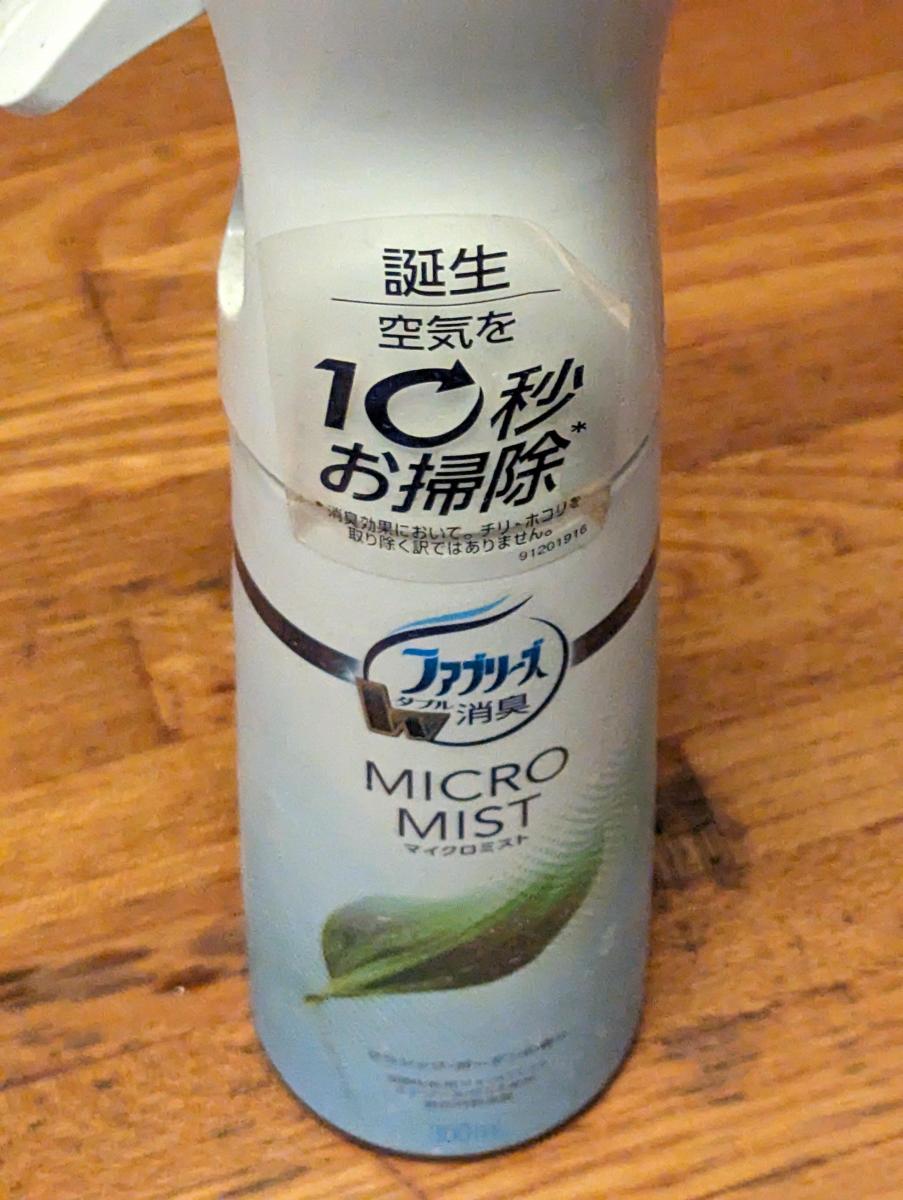 誕生
空気を
10秒
お掃除*
*消臭効果において。チリ、ホコリを
取り除く訳ではありません。
91201916
ファブリーズ
ダブル
W消臭
MICRO
MIST
マイクロミスト